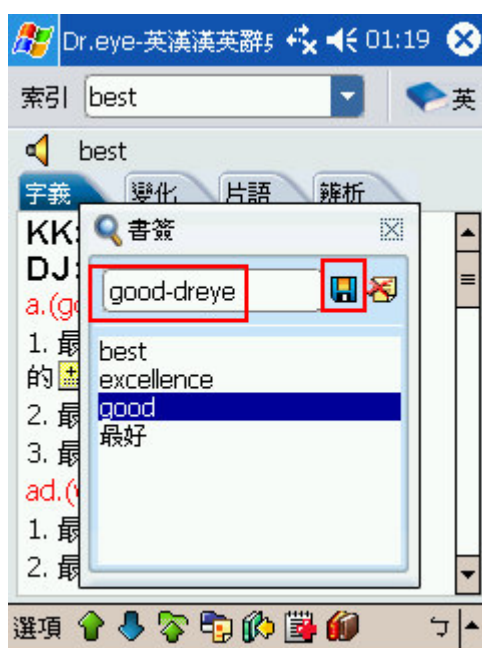 Dr.eye-英漢漢英辭 01:19
索引 best 英
best
字義 變化 片語 辨析
書簽
KK:
DJ:
good-dreye
a.(g
1. 最
best
的
excellence
2. 最
good
3. 最
最好
ad.(
1. 最
2. 最
選項 ㄅ